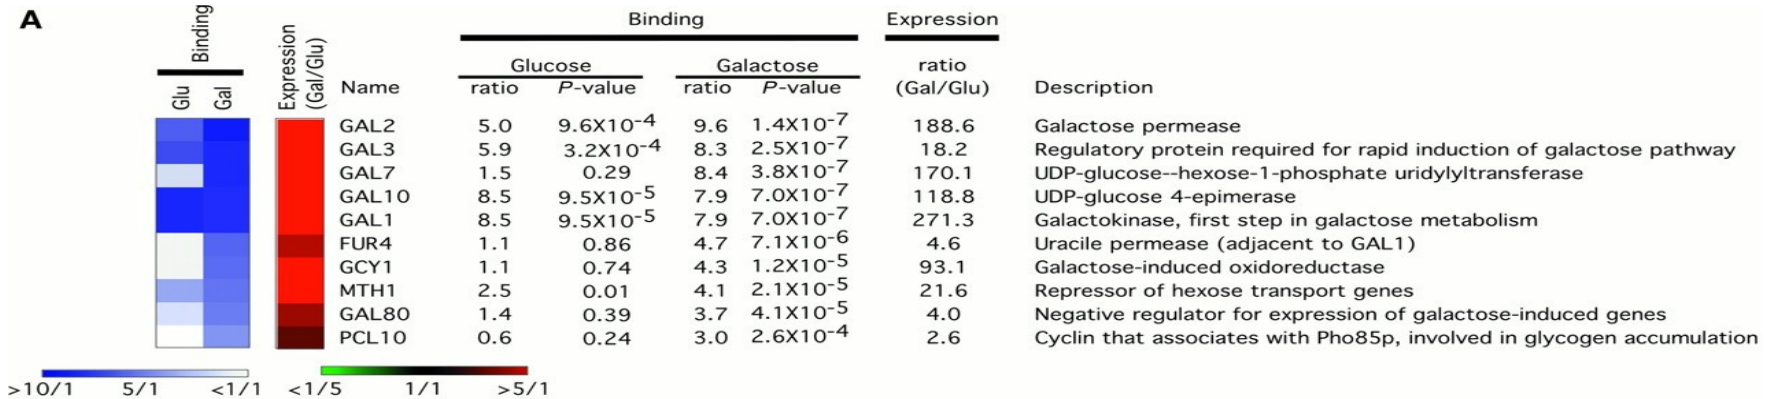 A
Binding
Glu
Gal
Expression
(Gal/Glu)
Binding Expression
Glucose Galactose ratio
Name ratio P-value ratio P-value (Gal/Glu) Description
GAL2 5.0 9.6X10-4 9.6 1.4X10-7 188.6 Galactose permease
GAL3 5.9 3.2X10-4 8.3 2.5X10-7 18.2 Regulatory protein required for rapid induction of galactose pathway
GAL7 1.5 0.29 8.4 3.8X10-7 170.1 UDP-glucose--hexose-1-phosphate uridylyltransferase
GAL10 8.5 9.5X10-5 7.9 7.0X10-7 118.8 UDP-glucose 4-epimerase
GAL1 8.5 9.5X10-5 7.9 7.0X10-7 271.3 Galactokinase, first step in galactose metabolism
FUR4 1.1 0.86 4.7 7.1X10-6 4.6 Uracile permease (adjacent to GAL1)
GCY1 1.1 0.74 4.3 1.2X10-5 93.1 Galactose-induced oxidoreductase
MTH1 2.5 0.01 4.1 2.1X10-5 21.6 Repressor of hexose transport genes
GAL80 1.4 0.39 3.7 4.1X10-5 4.0 Negative regulator for expression of galactose-induced genes
PCL10 0.6 0.24 3.0 2.6X10-4 2.6 Cyclin that associates with Pho85p, involved in glycogen accumulation
>10/1 5/1 <1/1 <1/5 1/1 >5/1